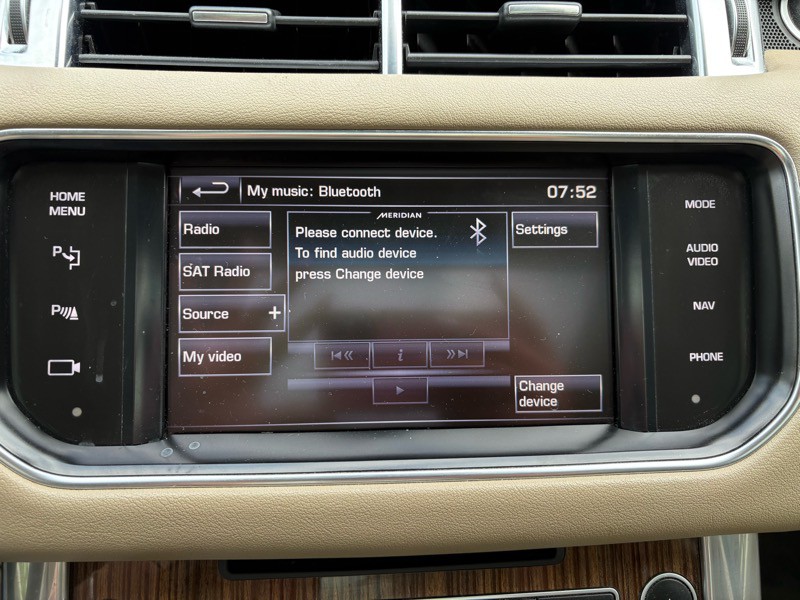 HOME
MENU
P
P
My music: Bluetooth
07:52
Radio
SAT Radio
Source +
My video
MERIDIAN
Please connect device.
To find audio device
press Change device
i
Settings
Change
device
MODE
AUDIO
VIDEO
NAV
PHONE